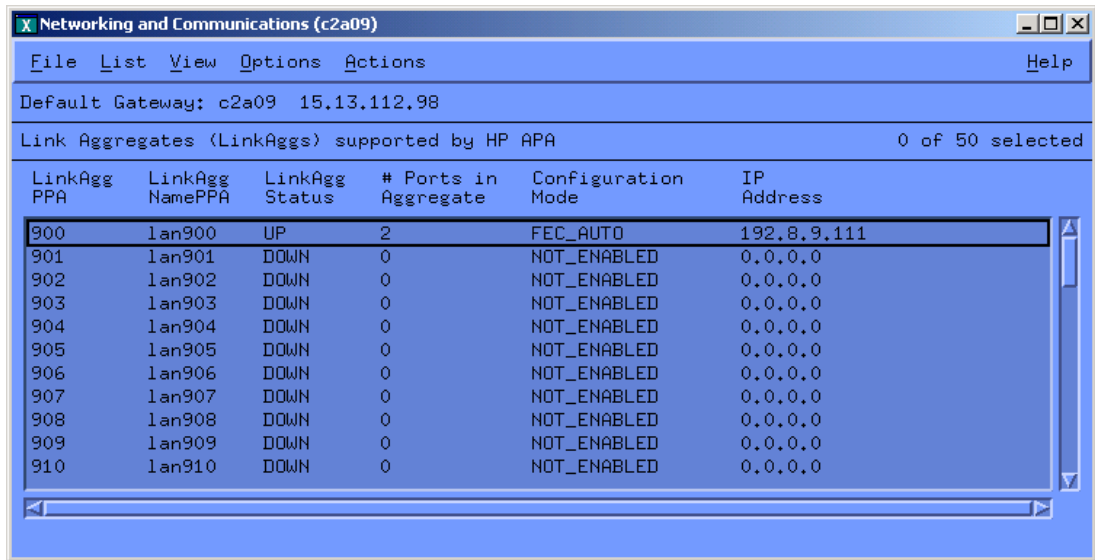 X Networking and Communications (c2a09)
File List View Options Actions Help
Default Gateway: c2a09 15.13.112.98
Link Aggregates (LinkAggs) supported by HP APA 0 of 50 selected
LinkAgg LinkAgg LinkAgg # Ports in Configuration IP
PPA NamePPA Status Aggregate Mode Address
900 lan900 UP 2 FEC_AUTO 192.8.9.111
901 lan901 DOWN 0 NOT_ENABLED 0.0.0.0
902 lan902 DOWN 0 NOT_ENABLED 0.0.0.0
903 lan903 DOWN 0 NOT_ENABLED 0.0.0.0
904 lan904 DOWN 0 NOT_ENABLED 0.0.0.0
905 lan905 DOWN 0 NOT_ENABLED 0.0.0.0
906 lan906 DOWN 0 NOT_ENABLED 0.0.0.0
907 lan907 DOWN 0 NOT_ENABLED 0.0.0.0
908 lan908 DOWN 0 NOT_ENABLED 0.0.0.0
909 lan909 DOWN 0 NOT_ENABLED 0.0.0.0
910 lan910 DOWN 0 NOT_ENABLED 0.0.0.0